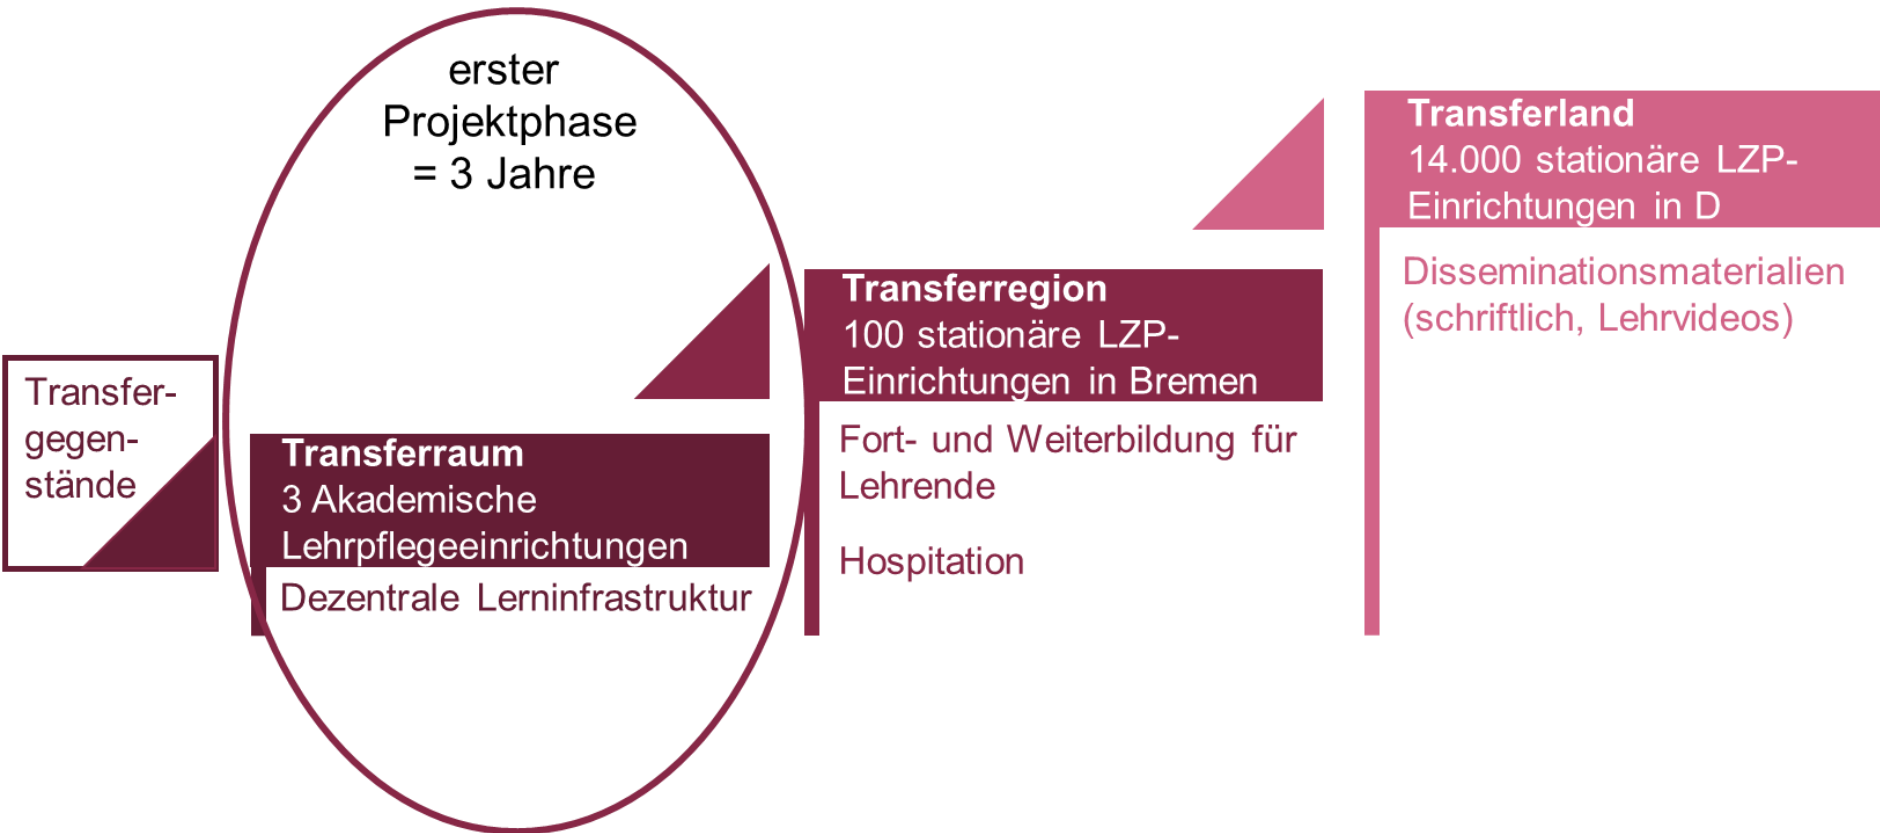 erster
Projektphase
= 3 Jahre
Transfer-
gegen-
stände
Transferraum
3 Akademische
Lehrpflegeeinrichtungen
Dezentrale Lerninfrastruktur
Transferregion
100 stationäre LZP-
Einrichtungen in Bremen
Fort- und Weiterbildung für
Lehrende
Hospitation
Transferland
14.000 stationäre LZP-
Einrichtungen in D
Disseminationsmaterialien
(schriftlich, Lehrvideos)